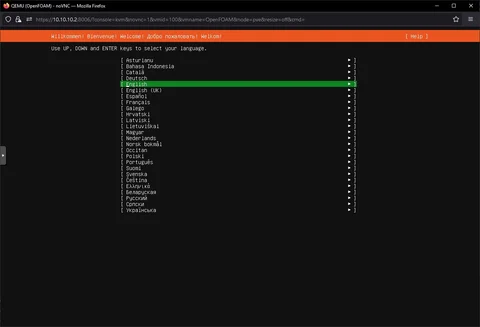 QEMU (OpenFOAM) - noVNC — Mozilla Firefox
https://10.10.10.2:8006/?console=kvm&novnc=1&vmid=100&vmname=OpenFOAM&node=pve&resize=off&cmd=
Willkommen! Bienvenue! Welcome! Добро пожаловать! Welkom! [ Help ]
Use UP, DOWN and ENTER keys to select your language.
[ Asturianu ▸ ]
[ Bahasa Indonesia ▸ ]
[ Català ▸ ]
[ Deutsch ▸ ]
[ English ▸ ]
[ English (UK) ▸ ]
[ Español ▸ ]
[ Français ▸ ]
[ Galego ▸ ]
[ Hrvatski ▸ ]
[ Latviski ▸ ]
[ Lietuviškai ▸ ]
[ Magyar ▸ ]
[ Nederlands ▸ ]
[ Norsk bokmål ▸ ]
[ Occitan ▸ ]
[ Polski ▸ ]
[ Português ▸ ]
[ Suomi ▸ ]
[ Svenska ▸ ]
[ Čeština ▸ ]
[ Ελληνικά ▸ ]
[ Беларуская ▸ ]
[ Русский ▸ ]
[ Српски ▸ ]
[ Українська ▸ ]